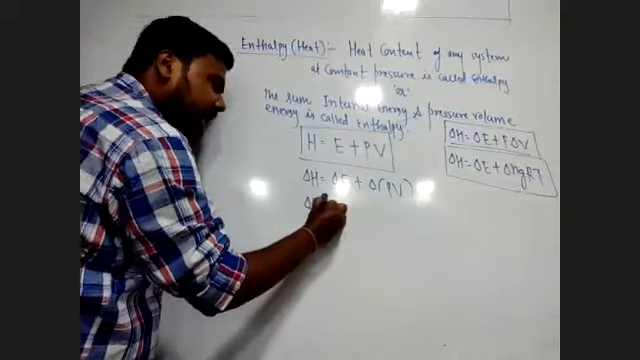 Enthalpy (Heat) :- Heat Content of any system
at Constant pressure is called Enthalpy
'or'
The sum Internal energy & pressure volume
energy is called Enthalpy.
H = E + PV
ΔH = ΔE + Δ(PV)
ΔH
ΔH = ΔE + PΔV
ΔH = ΔE + ΔngRT